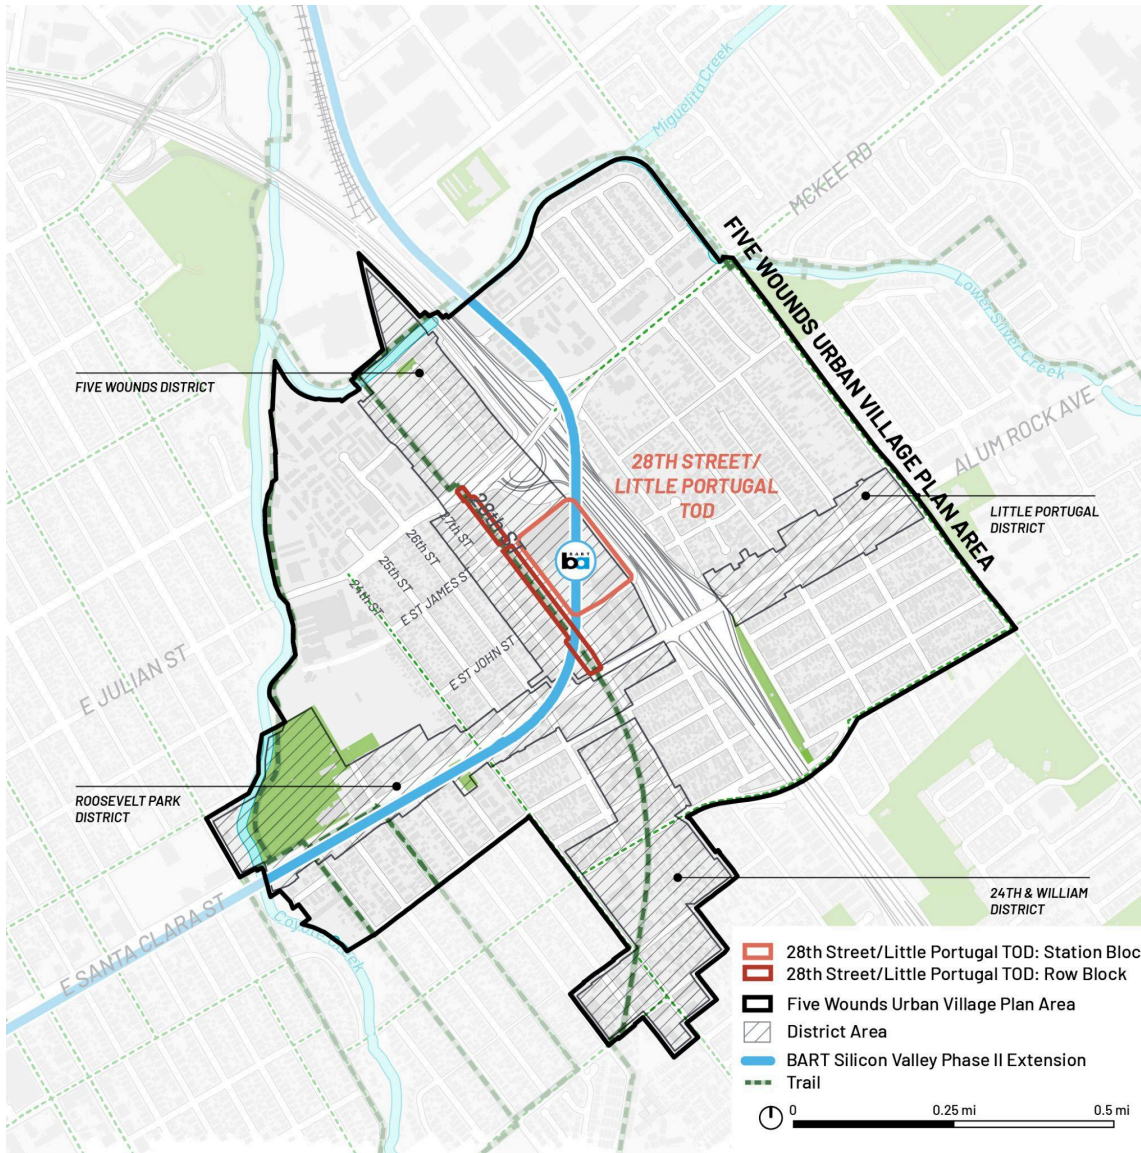 Miguelita Creek
MCKEE RD
FIVE WOUNDS URBAN VILLAGE PLAN AREA
Lower Silver Creek
FIVE WOUNDS DISTRICT
ALUM ROCK AVE
28TH STREET/
LITTLE PORTUGAL
TOD
LITTLE PORTUGAL
DISTRICT
28th ST
27th ST
26th ST
25th ST
24th ST
BART
ba
E ST JAMES ST
E ST JOHN ST
E JULIAN ST
ROOSEVELT PARK
DISTRICT
24TH & WILLIAM
DISTRICT
E SANTA CLARA ST
Coyote Creek
28th Street/Little Portugal TOD: Station Bloc
28th Street/Little Portugal TOD: Row Block
Five Wounds Urban Village Plan Area
District Area
BART Silicon Valley Phase II Extension
Trail
0 0.25 mi 0.5 mi